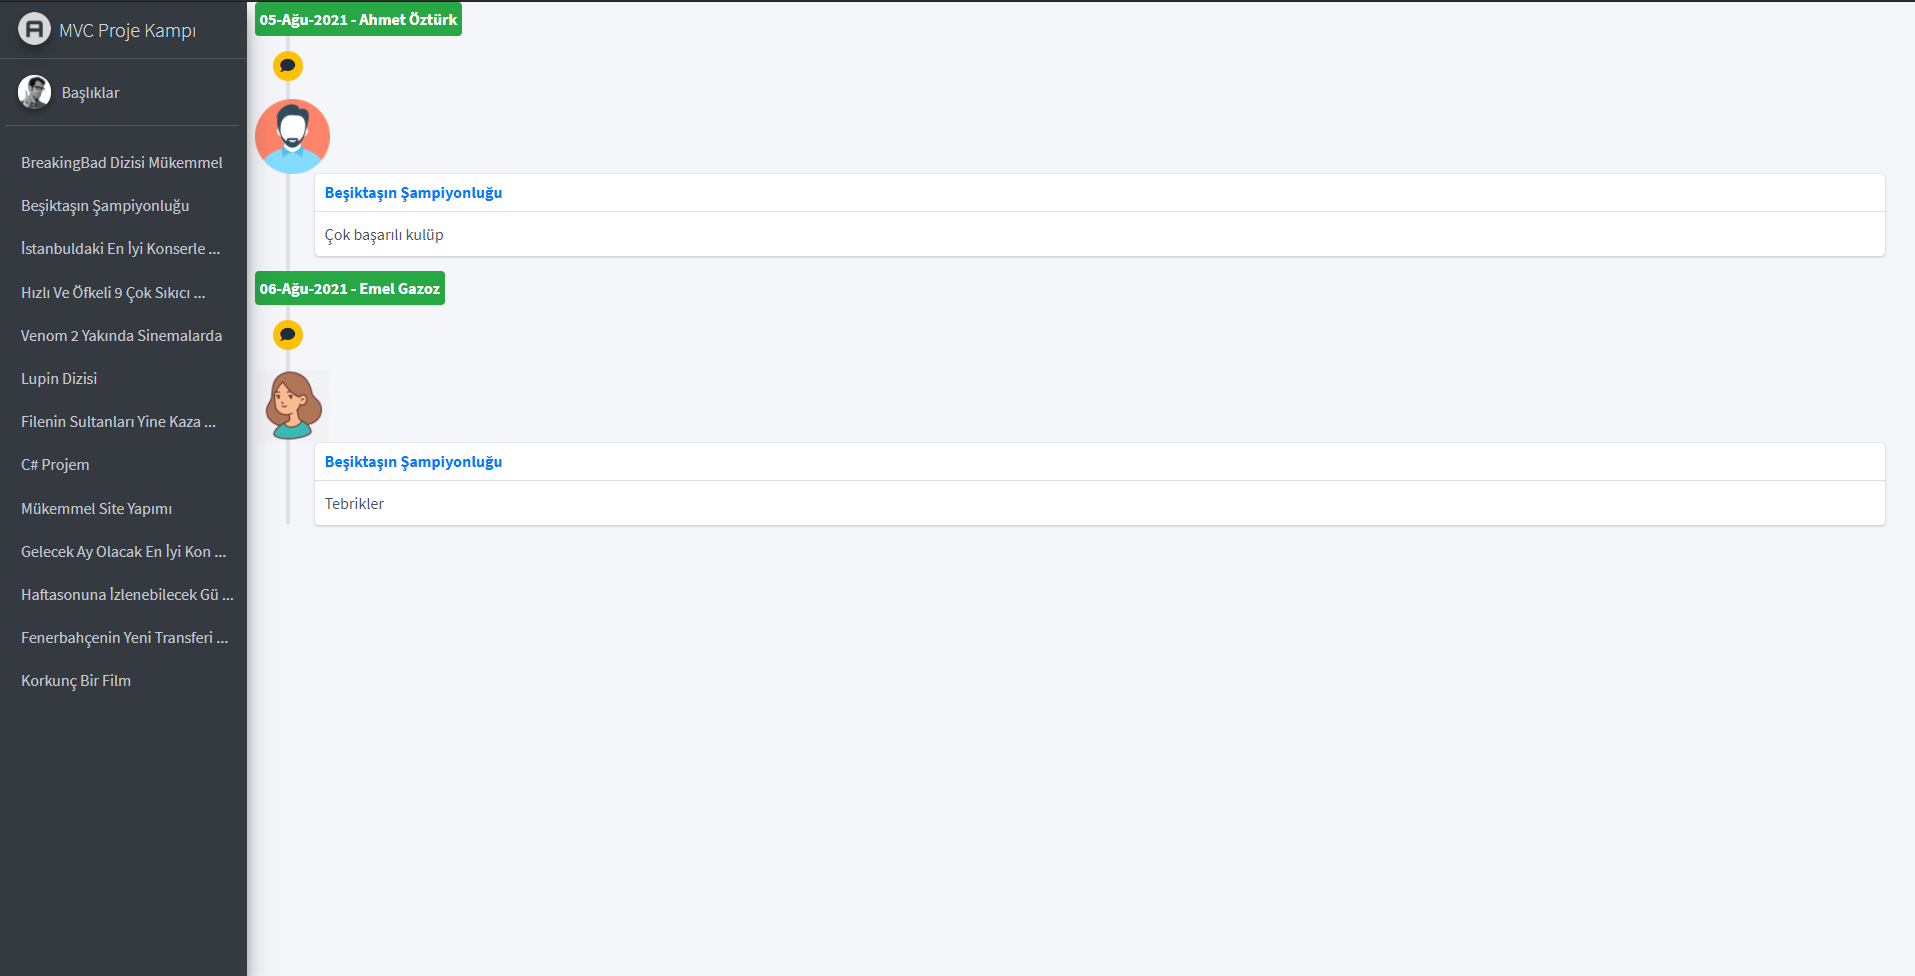 MVC Proje Kampı
Başlıklar
BreakingBad Dizisi Mükemmel
Beşiktaşın Şampiyonluğu
İstanbuldaki En İyi Konserle ...
Hızlı Ve Öfkeli 9 Çok Sıkıcı ...
Venom 2 Yakında Sinemalarda
Lupin Dizisi
Filenin Sultanları Yine Kaza ...
C# Projem
Mükemmel Site Yapımı
Gelecek Ay Olacak En İyi Kon ...
Haftasonuna İzlenebilecek Gü ...
Fenerbahçenin Yeni Transferi ...
Korkunç Bir Film
05-Ağu-2021 - Ahmet Öztürk
Beşiktaşın Şampiyonluğu
Çok başarılı kulüp
06-Ağu-2021 - Emel Gazoz
Beşiktaşın Şampiyonluğu
Tebrikler